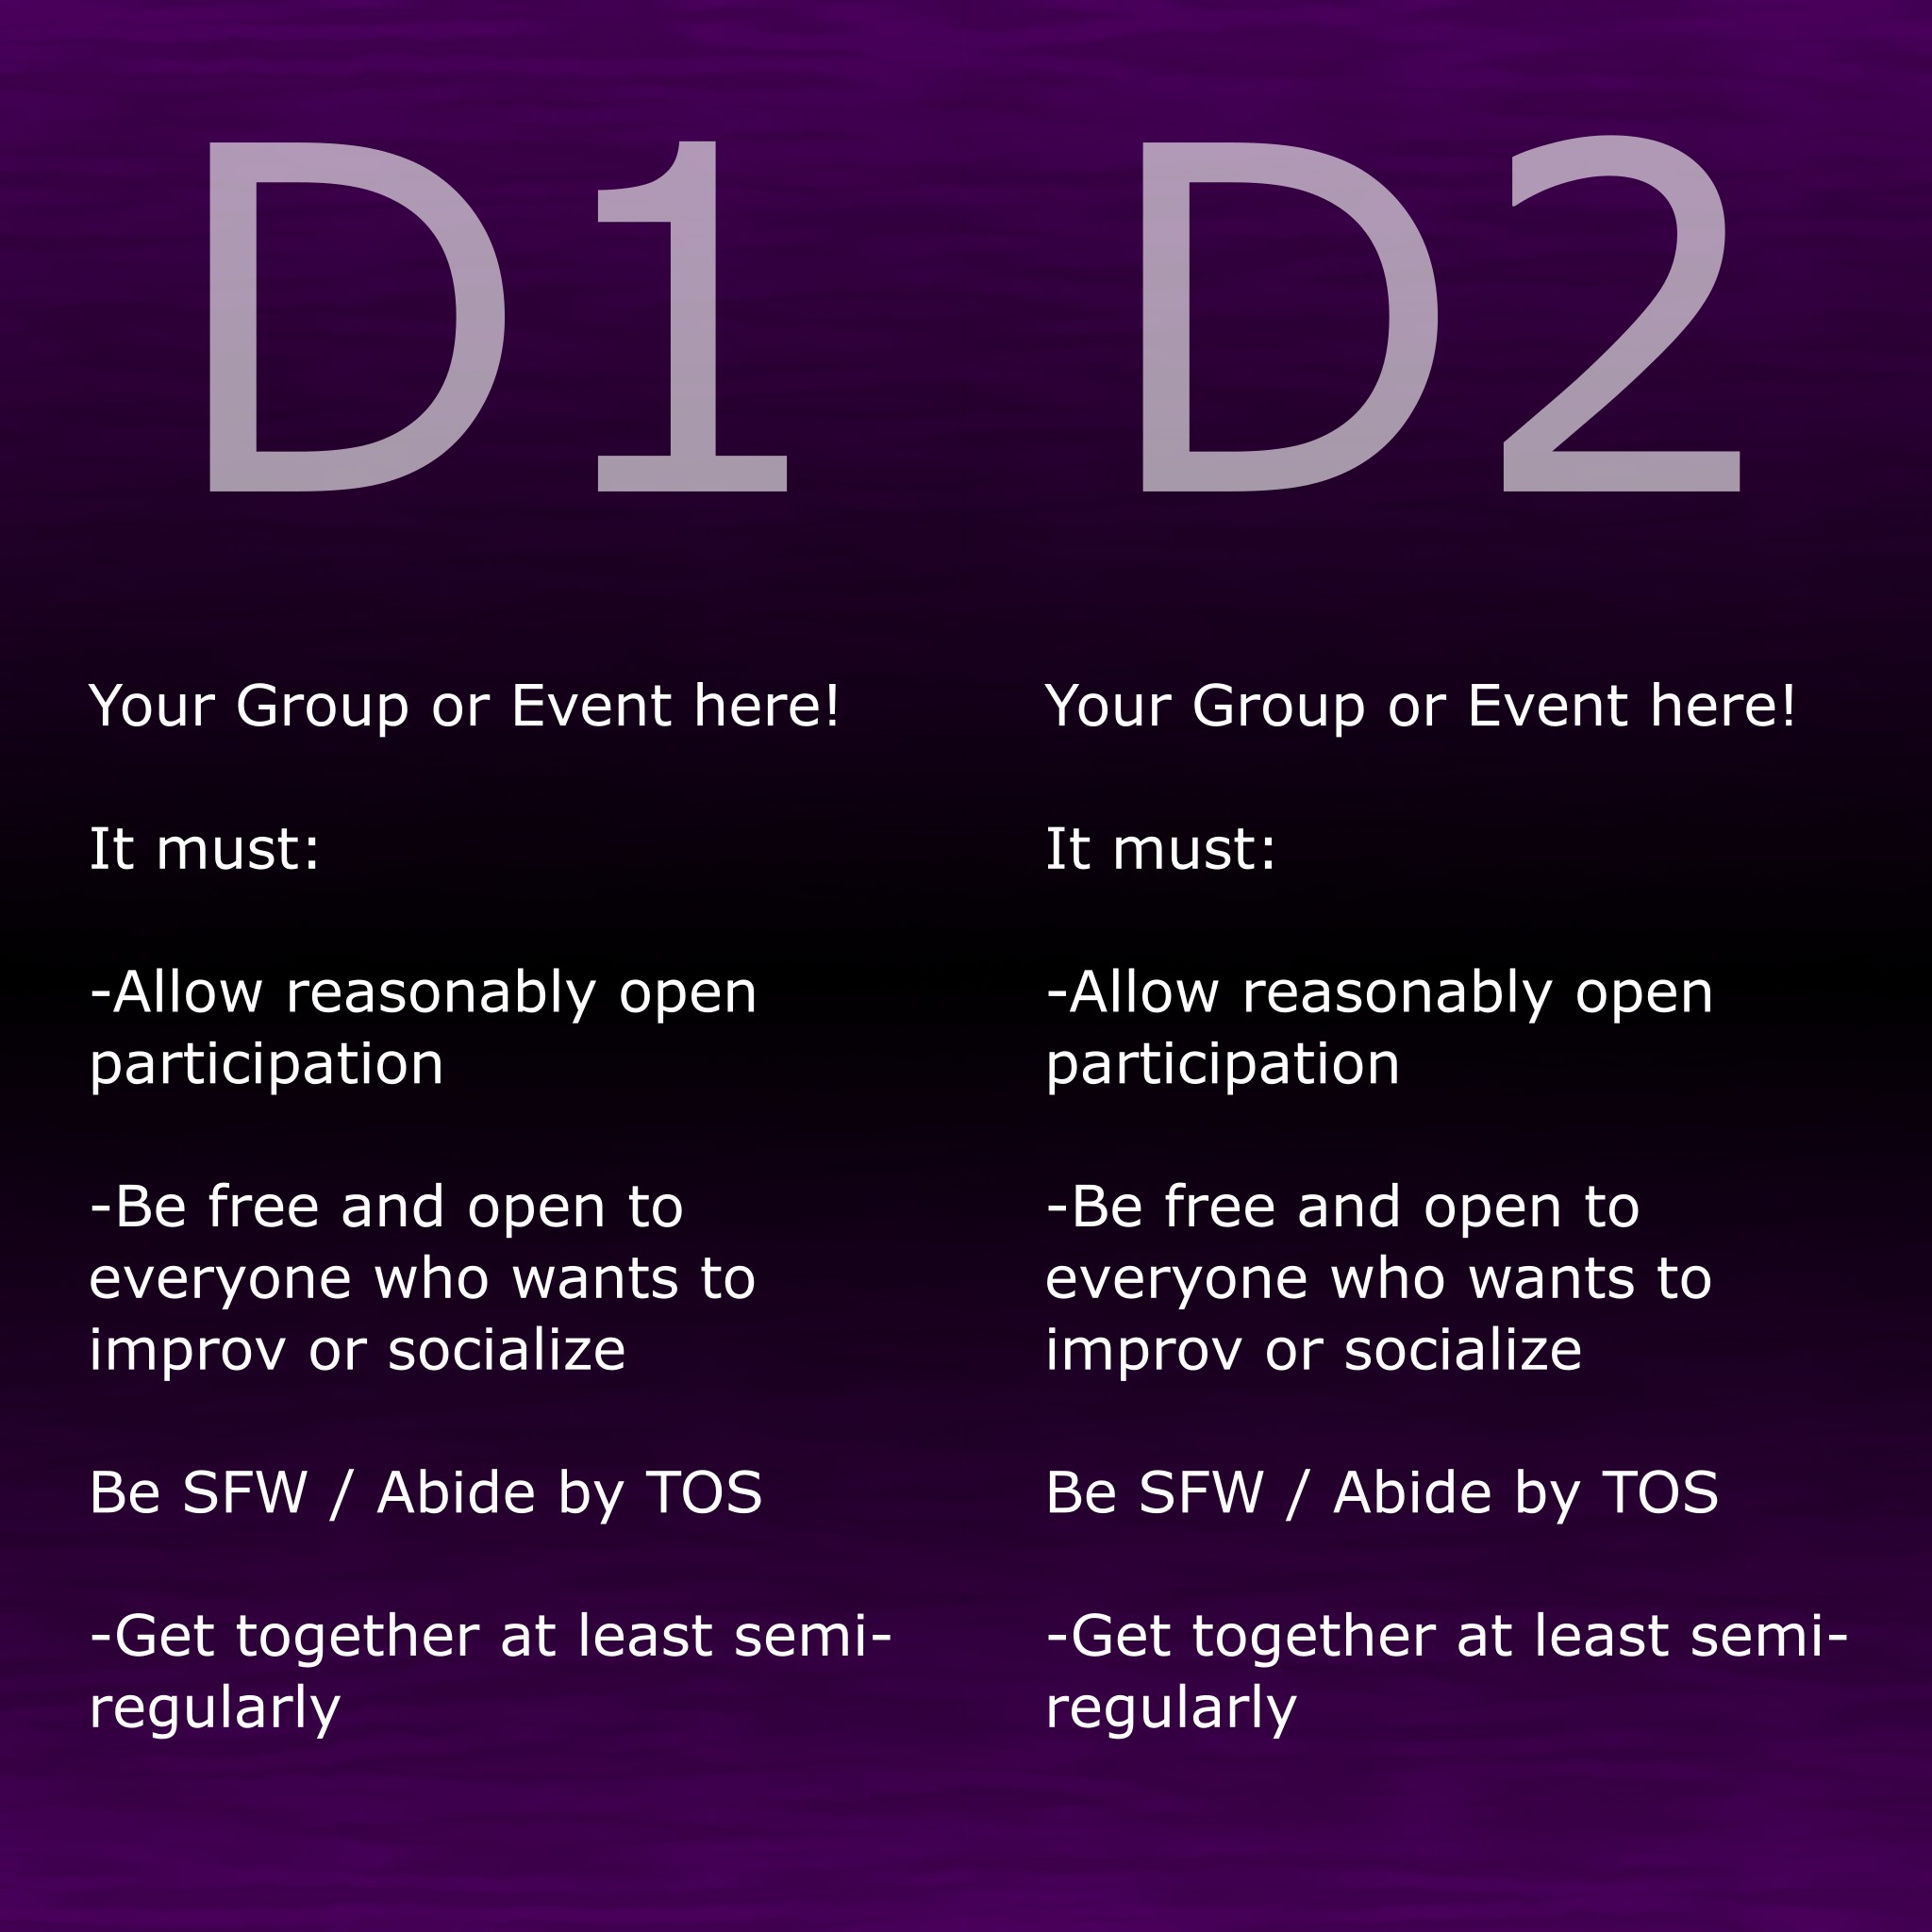 D1
Your Group or Event here!
It must:
-Allow reasonably open
participation
-Be free and open to
everyone who wants to
improv or socialize
Be SFW / Abide by TOS
-Get together at least semi-
regularly
D2
Your Group or Event here!
It must:
-Allow reasonably open
participation
-Be free and open to
everyone who wants to
improv or socialize
Be SFW / Abide by TOS
-Get together at least semi-
regularly